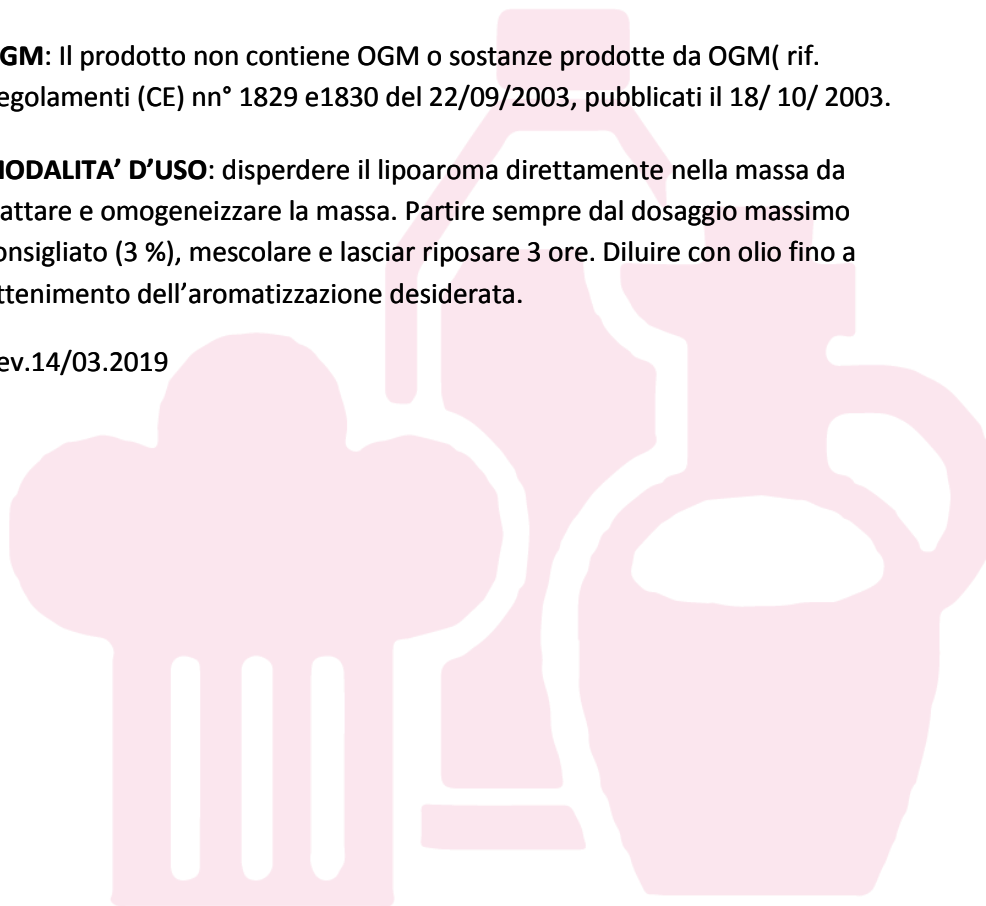 GM: Il prodotto non contiene OGM o sostanze prodotte da OGM( rif.
egolamenti (CE) nn° 1829 e1830 del 22/09/2003, pubblicati il 18/ 10/ 2003.
ODALITA’ D’USO: disperdere il lipoaroma direttamente nella massa da
attare e omogeneizzare la massa. Partire sempre dal dosaggio massimo
onsigliato (3 %), mescolare e lasciar riposare 3 ore. Diluire con olio fino a
ttenimento dell’aromatizzazione desiderata.
ev.14/03.2019